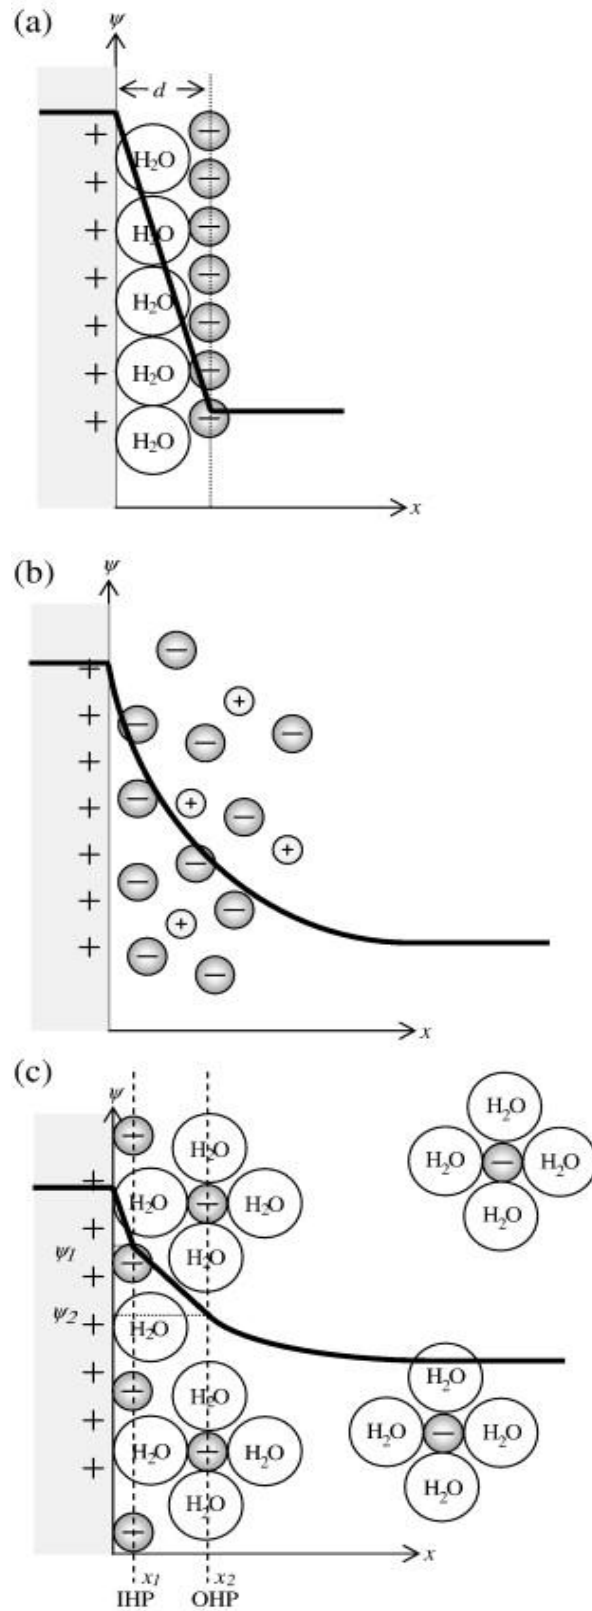 (a)
ψ
d
+ −
+ H₂O −
+ H₂O −
+ H₂O −
+ −
+ H₂O −
+ H₂O −
x
(b)
ψ
−
+ +
+ − − −
+ − + −
+ − +
+ − −
+ +
− −
x
(c)
ψ
H₂O
−
H₂O H₂O − H₂O
+ H₂O − H₂O
+ H₂O
ψ₁ − H₂O
+
ψ₂ + H₂O
H₂O
+ − H₂O
+ H₂O − H₂O
+ H₂O − H₂O
H₂O H₂O
−
x
x₁ x₂
IHP OHP